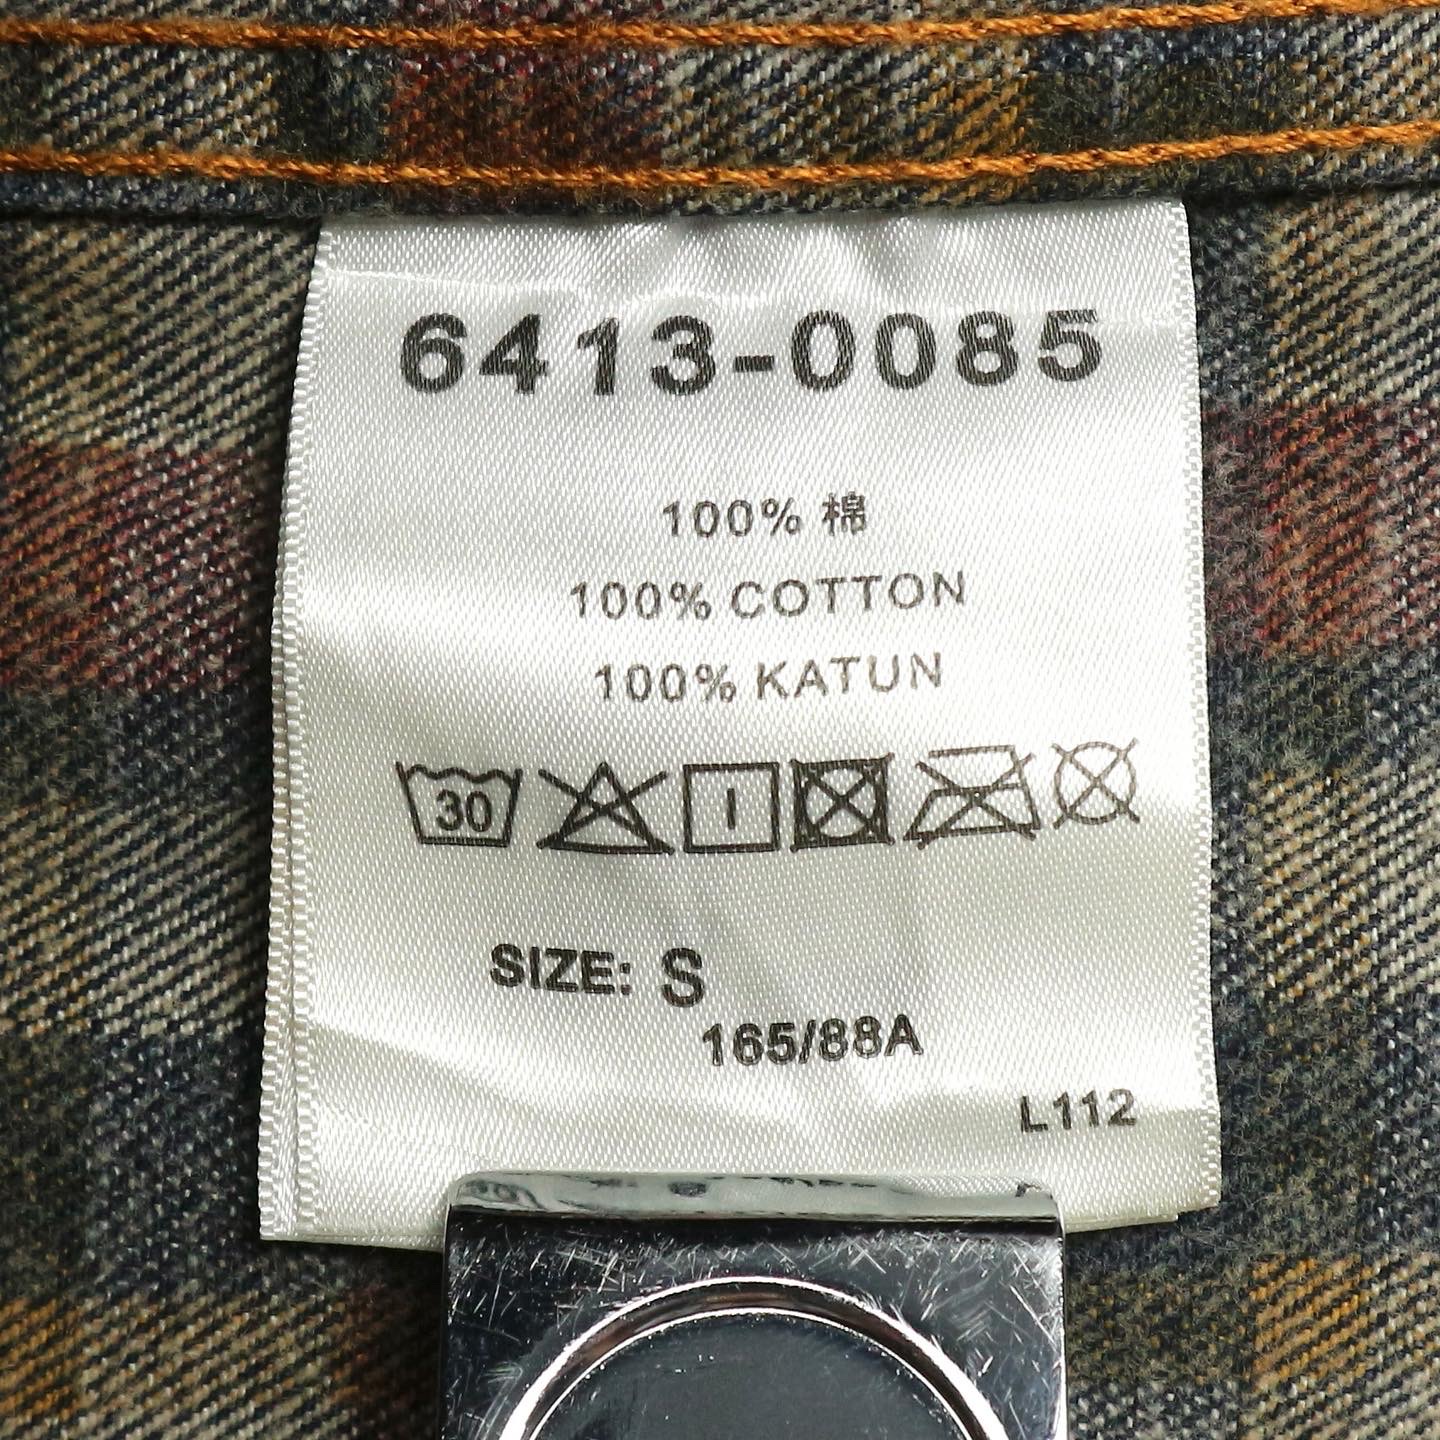 6413-0085
100% 棉
100% COTTON
100% KATUN
30
SIZE: S
165/88A
L112